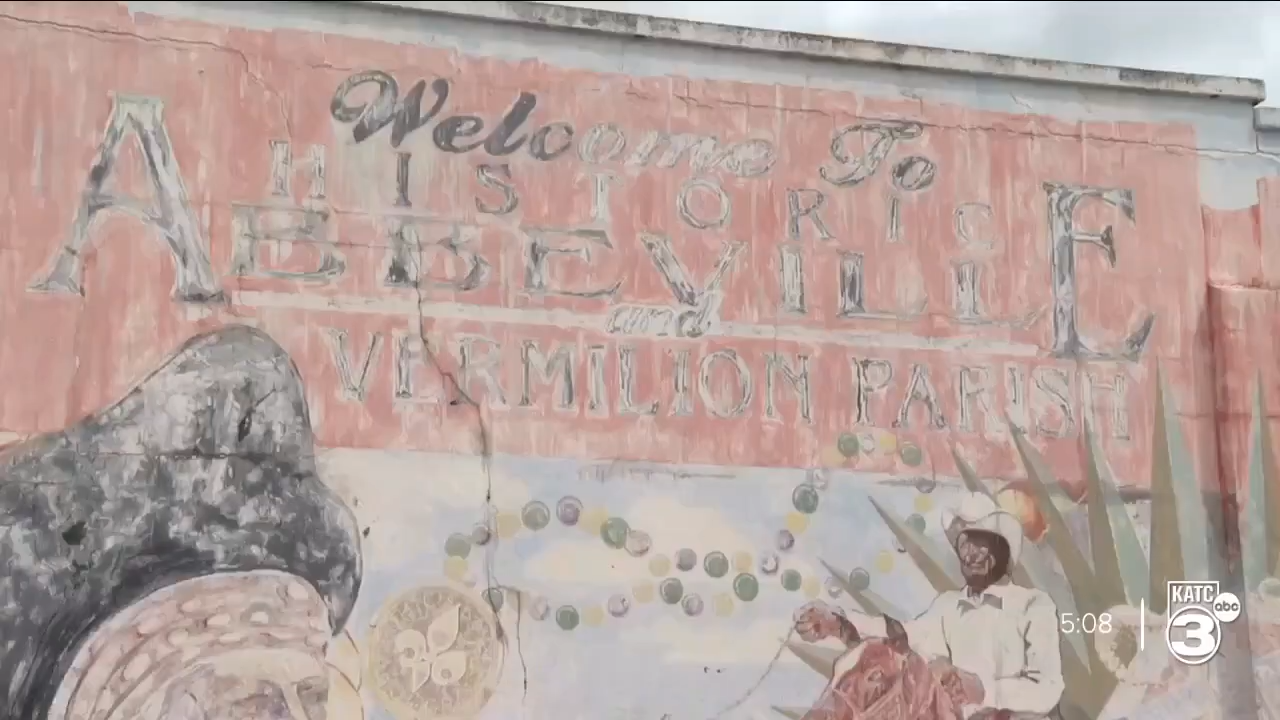 Welcome To
HISTORIC
ABBEVILLE
and
VERMILION PARISH
5:08
KATC
abc
3